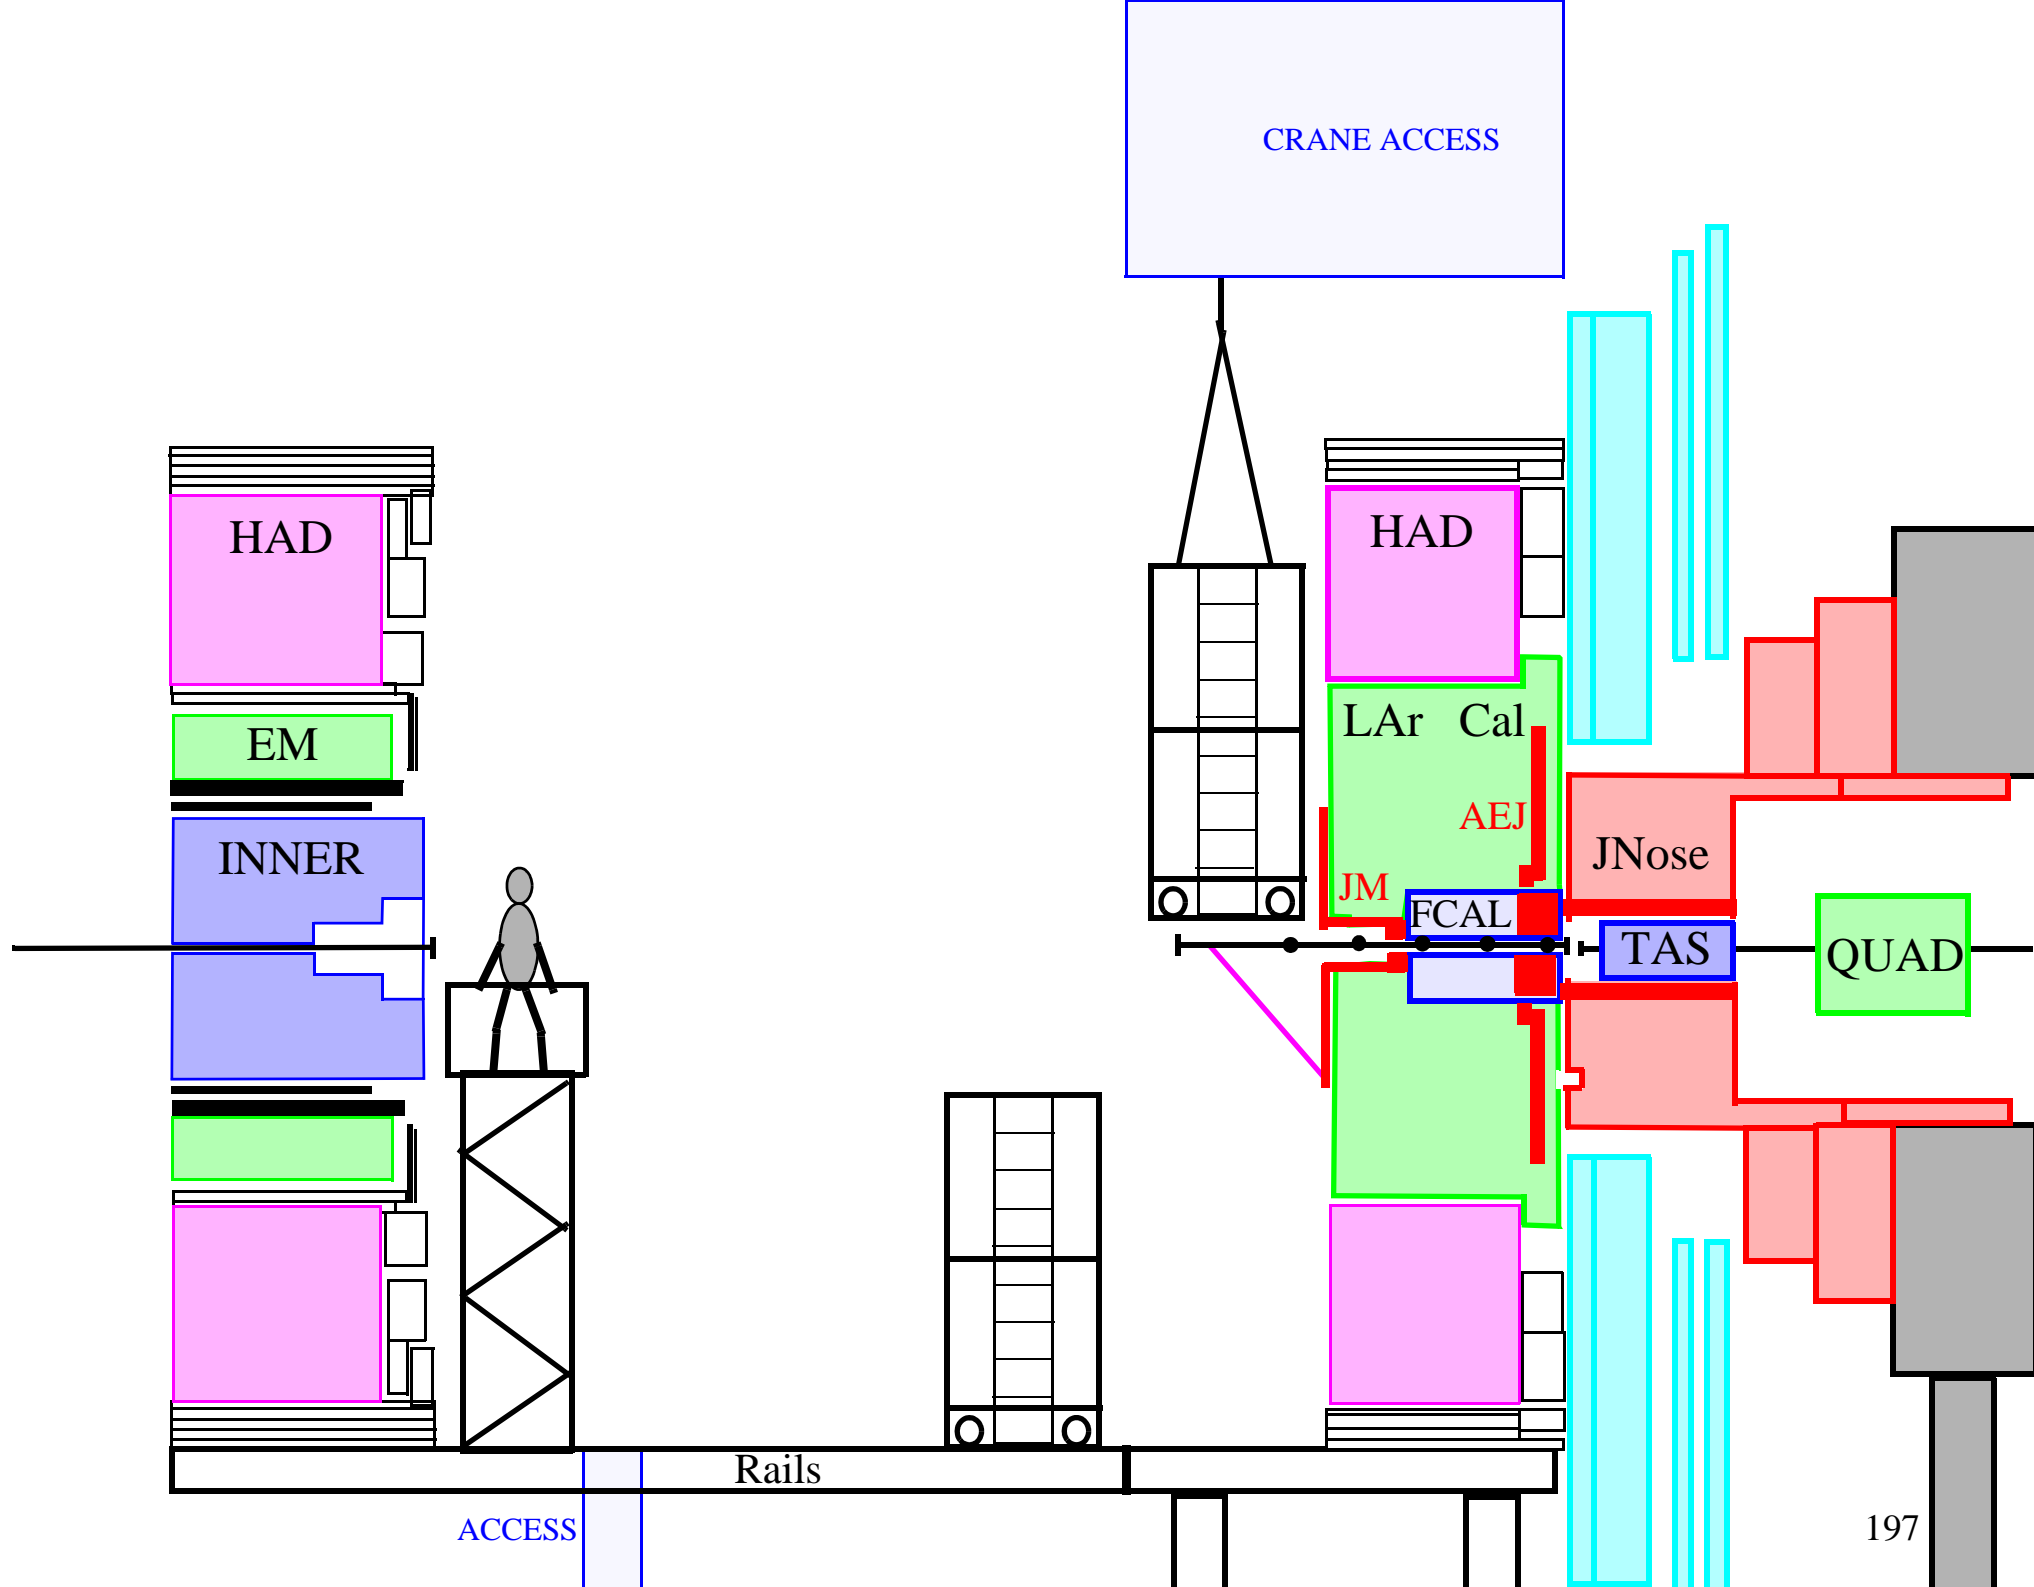 CRANE ACCESS
HAD
HAD
EM
LAr Cal
INNER
AEJ
JNose
JM
FCAL
TAS
QUAD
Rails
ACCESS
197